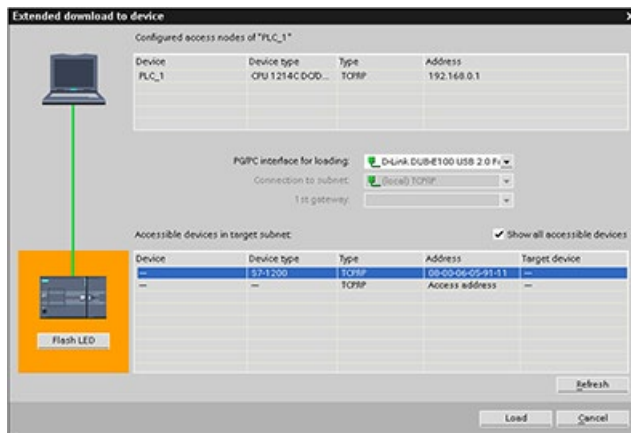 Extended download to device
Configured access nodes of "PLC_1"
Device Device type Type Address
PLC_1 CPU 1214C DC/D... TCP/IP 192.168.0.1
PG/PC interface for loading: D-Link DUB-E100 USB 2.0 Fa
Connection to subnet: (local) TCP/IP
1st gateway:
Accessible devices in target subnet: Show all accessible devices
Device Device type Type Address Target device
— S7-1200 TCP/IP 08-00-06-05-91-11 —
— — TCP/IP Access address —
Flash LED
Refresh
Load Cancel